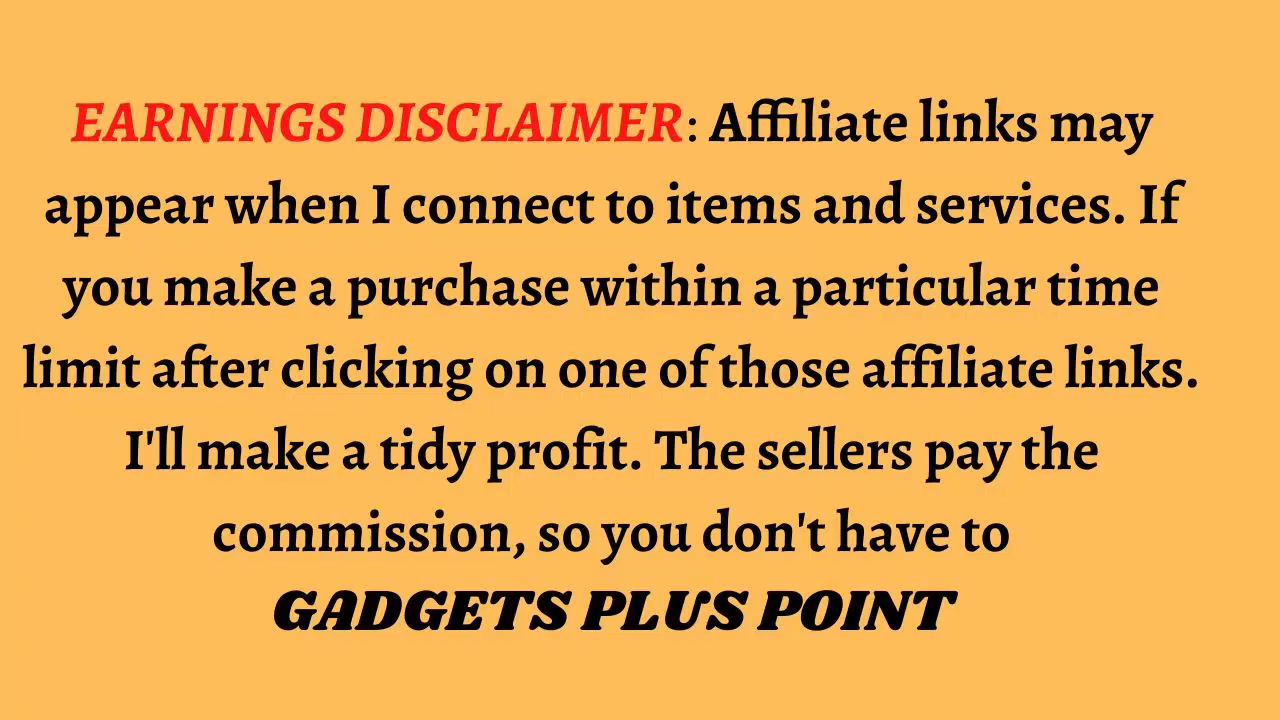 EARNINGS DISCLAIMER: Affiliate links may
appear when I connect to items and services. If
you make a purchase within a particular time
limit after clicking on one of those affiliate links.
I'll make a tidy profit. The sellers pay the
commission, so you don't have to
GADGETS PLUS POINT